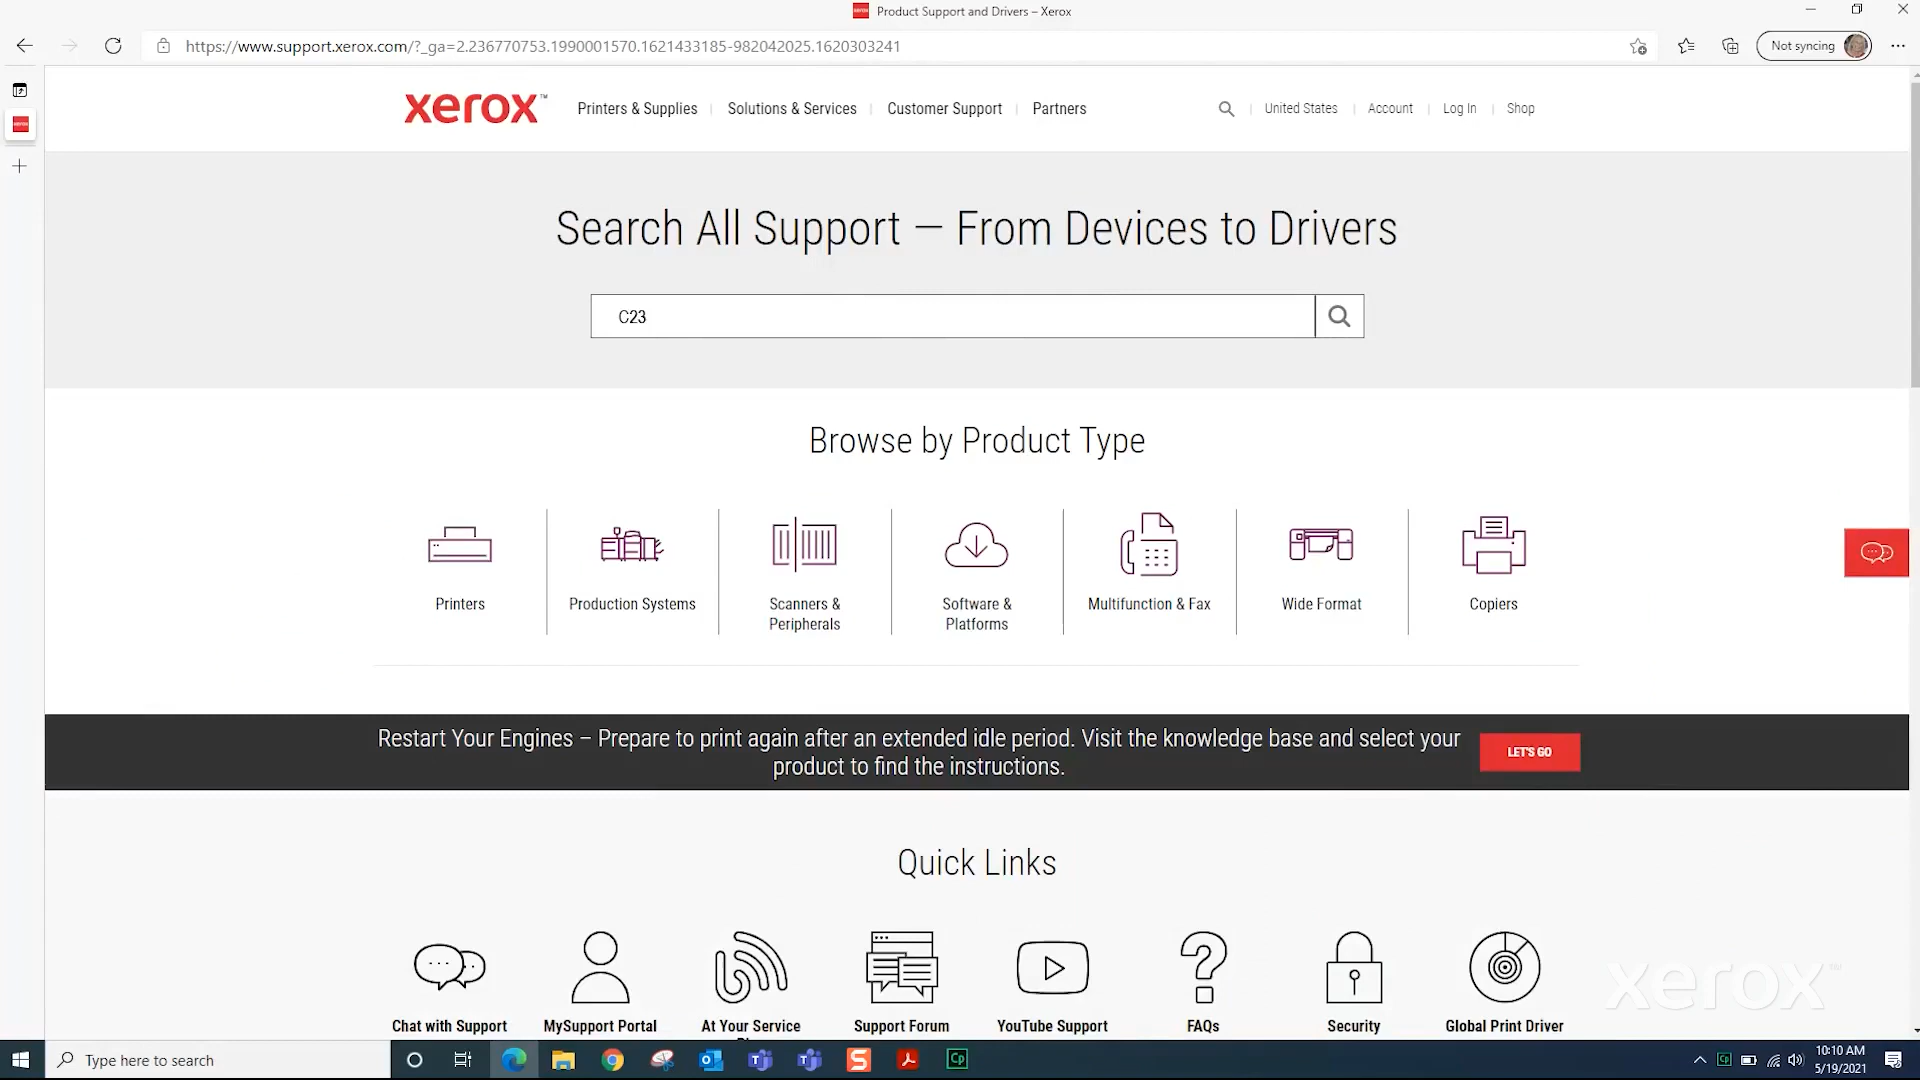 Product Support and Drivers – Xerox
https://www.support.xerox.com/?_ga=2.236770753.1990001570.1621433185-982042025.1620303241
Not syncing
xerox™
Printers & Supplies
Solutions & Services
Customer Support
Partners
United States
Account
Log In
Shop
Search All Support — From Devices to Drivers
C23
Browse by Product Type
Printers
Production Systems
Scanners &
Peripherals
Software &
Platforms
Multifunction & Fax
Wide Format
Copiers
Restart Your Engines – Prepare to print again after an extended idle period. Visit the knowledge base and select your
product to find the instructions.
LET'S GO
Quick Links
Chat with Support
MySupport Portal
At Your Service
Support Forum
YouTube Support
FAQs
Security
Global Print Driver
xerox™
Type here to search
10:10 AM
5/19/2021